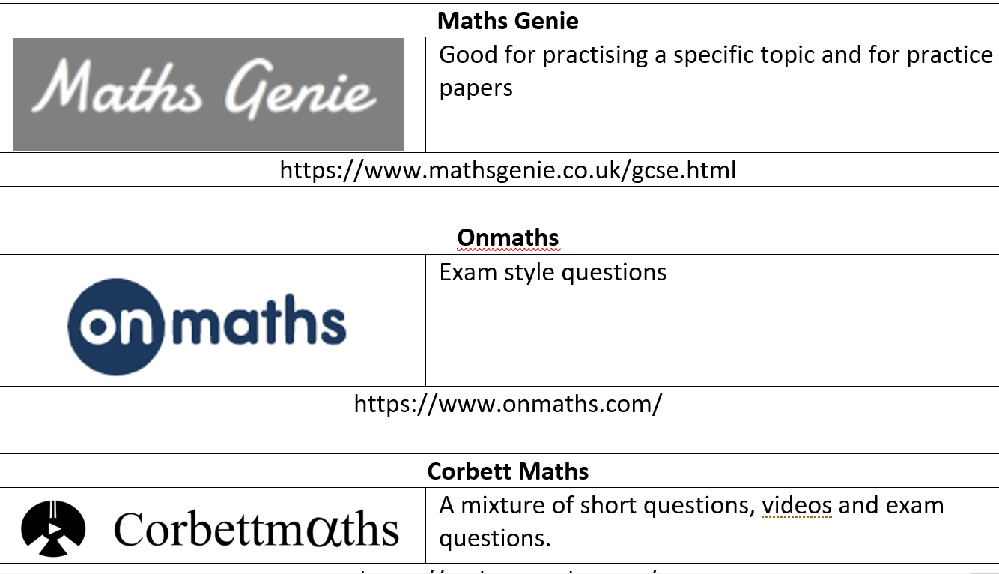 Maths Genie
Maths Genie
Good for practising a specific topic and for practice
papers
https://www.mathsgenie.co.uk/gcse.html
Onmaths
on maths
Exam style questions
https://www.onmaths.com/
Corbett Maths
Corbettmαths
A mixture of short questions, videos and exam
questions.